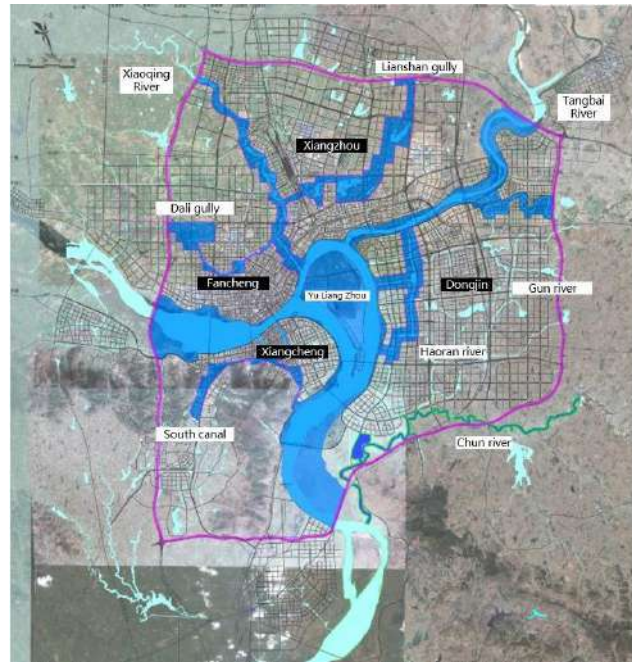 Lianshan gully
Xiaoqing
River
Tangbai
River
Xiangzhou
Dali gully
Fancheng
Yu Liang Zhou
Dongjin
Gun river
Xiangcheng
Haoran river
South canal
Chun river